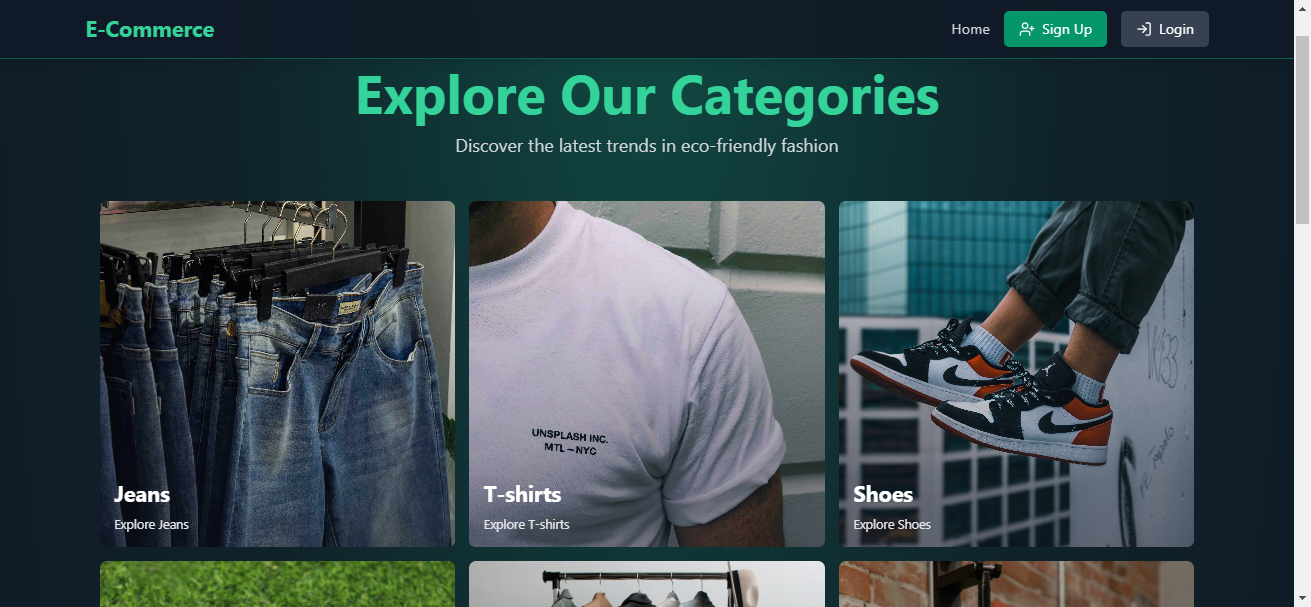 E-Commerce
Home
Sign Up
Login
Explore Our Categories
Discover the latest trends in eco-friendly fashion
UNSPLASH INC.
MTL – NYC
Jeans
Explore Jeans
T-shirts
Explore T-shirts
Shoes
Explore Shoes